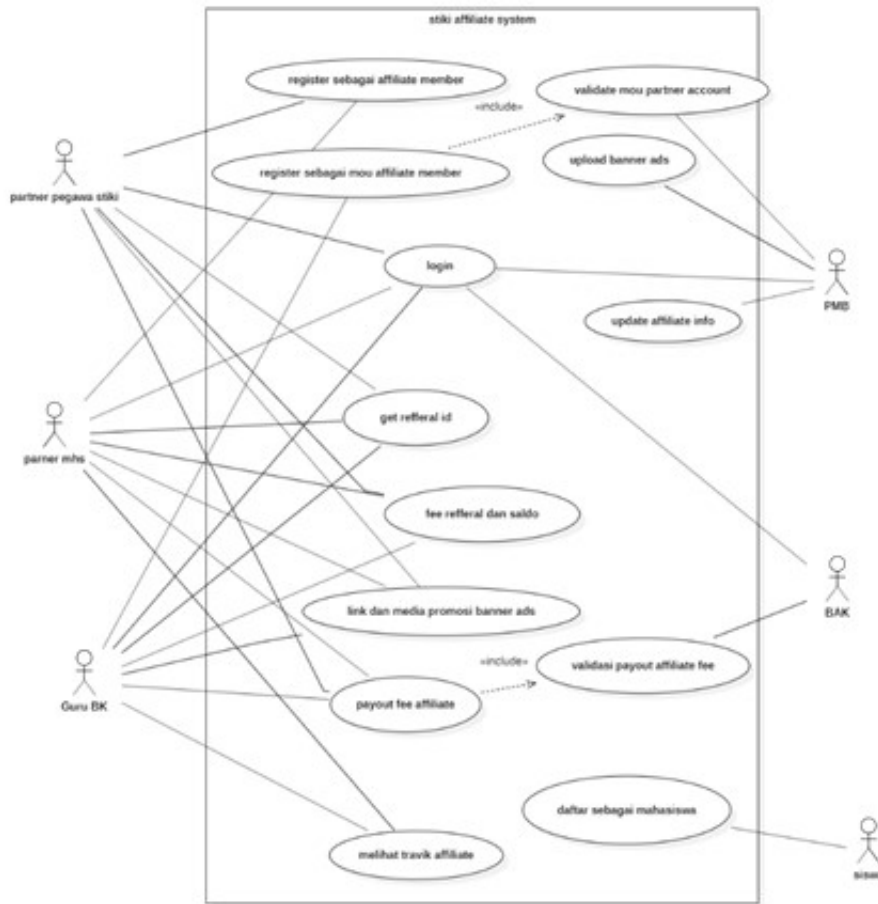 stiki affiliate system
register sebagai affiliate member
validate mou partner account
«include»
upload banner ads
register sebagai mou affiliate member
partner pegawa stiki
login
PMB
update affiliate info
get refferal id
parner mhs
fee refferal dan saldo
link dan media promosi banner ads
BAK
«include»
validasi payout affiliate fee
Guru BK
payout fee affiliate
daftar sebagai mahasiswa
melihat travik affiliate
siswa